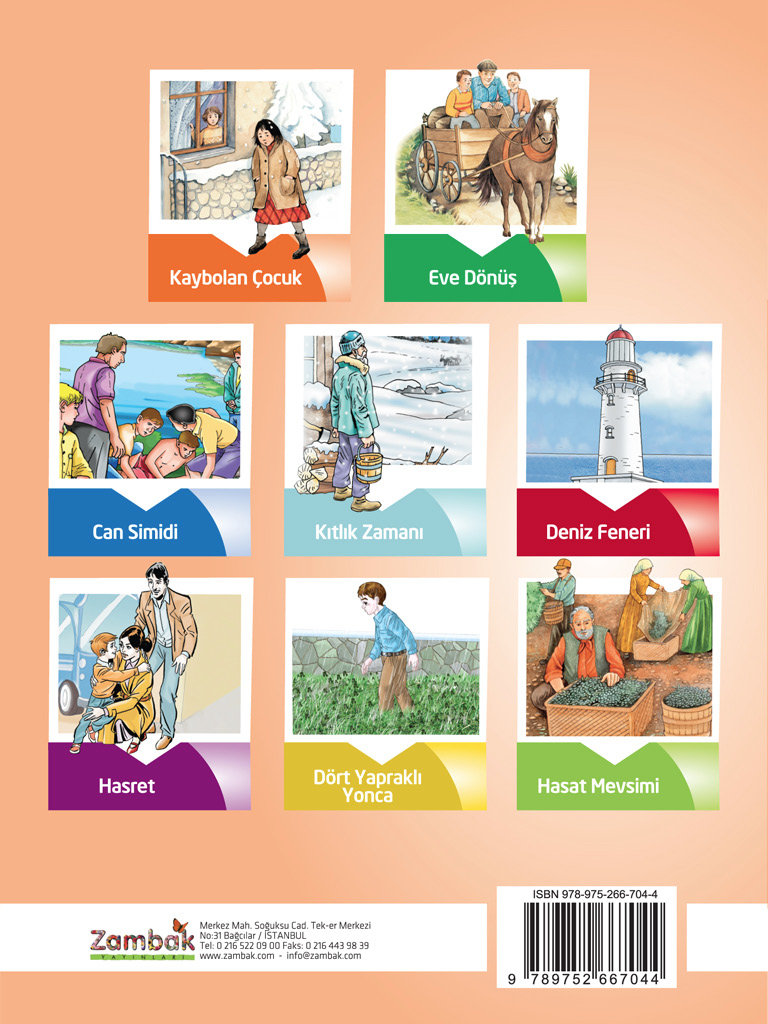 Kaybolan Çocuk
Eve Dönüş
Can Simidi
Kıtlık Zamanı
Deniz Feneri
Hasret
Dört Yapraklı
Yonca
Hasat Mevsimi
ISBN 978-975-266-704-4
Zambak
YAYINLARI
Merkez Mah. Soğuksu Cad. Tek-er Merkezi
No:31 Bağcılar / İSTANBUL
Tel: 0 216 522 09 00 Faks: 0 216 443 98 39
www.zambak.com - info@zambak.com
9 789752 667044